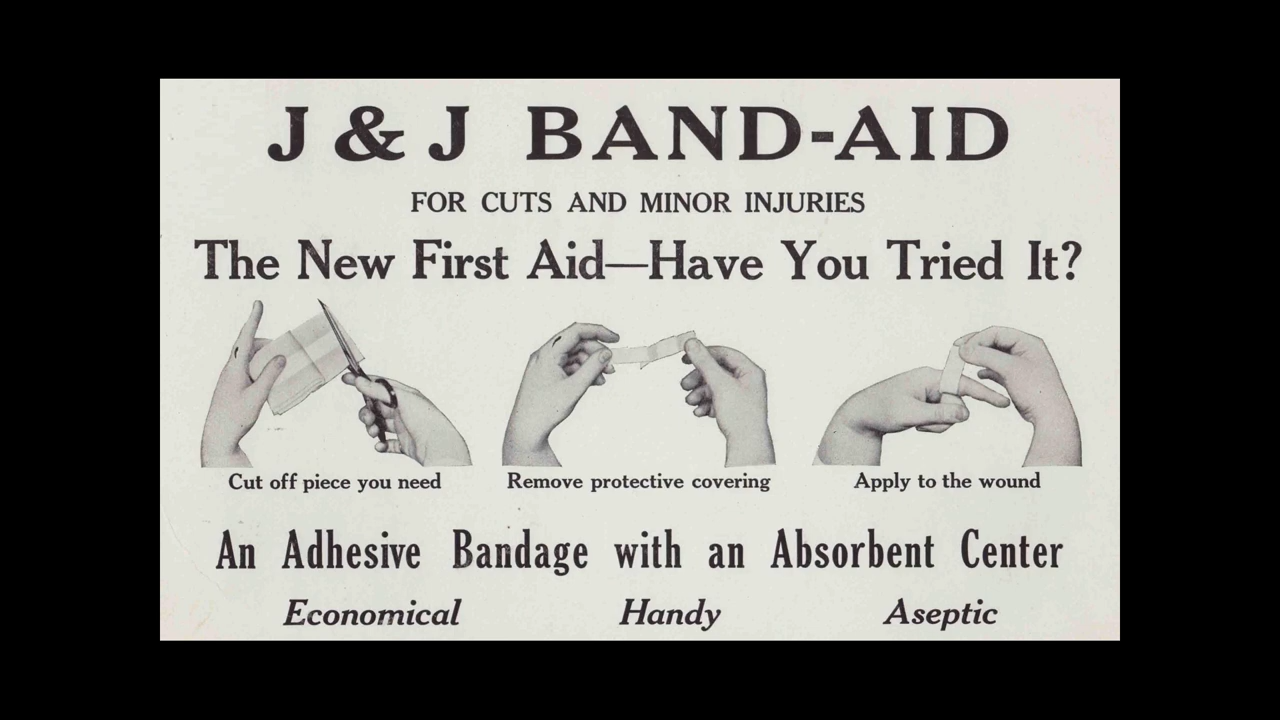 J & J BAND-AID
FOR CUTS AND MINOR INJURIES
The New First Aid—Have You Tried It?
Cut off piece you need
Remove protective covering
Apply to the wound
An Adhesive Bandage with an Absorbent Center
Economical Handy Aseptic